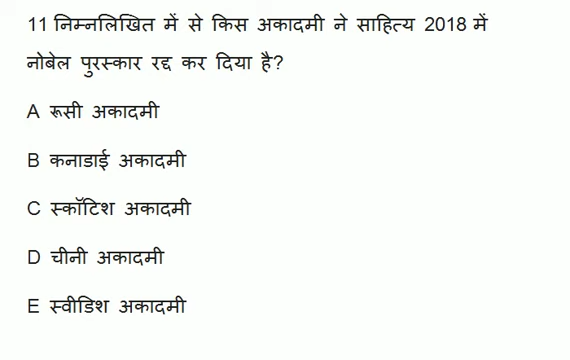 11 निम्नलिखित में से किस अकादमी ने साहित्य 2018 में
नोबेल पुरस्कार रद्द कर दिया है?
A रूसी अकादमी
B कनाडाई अकादमी
C स्कॉटिश अकादमी
D चीनी अकादमी
E स्वीडिश अकादमी